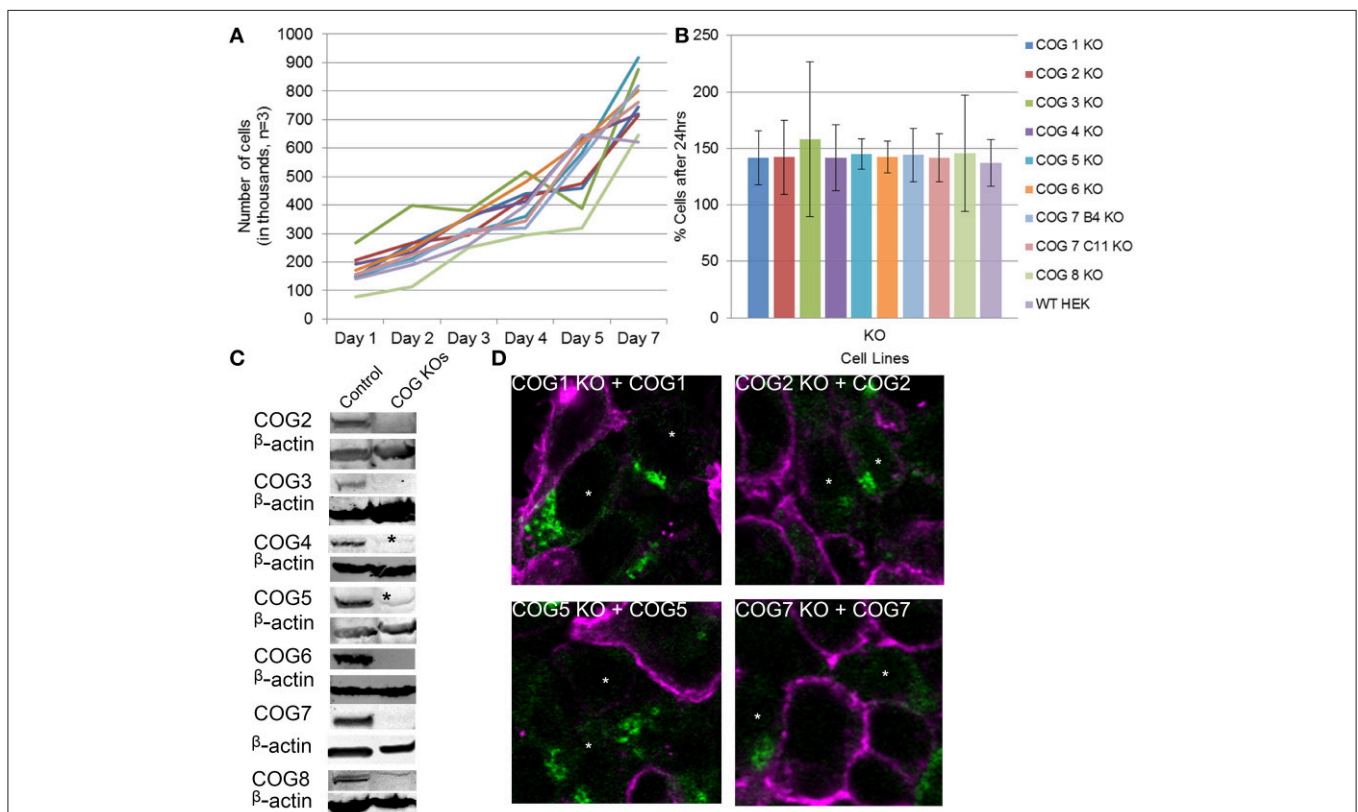 A
Number of cells
(in thousands, n=3)
1000
900
800
700
600
500
400
300
200
100
0
Day 1 Day 2 Day 3 Day 4 Day 5 Day 7
B
% Cells after 24hrs
250
200
150
100
50
0
KO
Cell Lines
COG 1 KO
COG 2 KO
COG 3 KO
COG 4 KO
COG 5 KO
COG 6 KO
COG 7 B4 KO
COG 7 C11 KO
COG 8 KO
WT HEK
C
Control COG KOs
COG2
β-actin
COG3
β-actin
COG4 *
β-actin
COG5 *
β-actin
COG6
β-actin
COG7
β-actin
COG8
β-actin
D
COG1 KO + COG1
*
*
COG2 KO + COG2
*
*
COG5 KO + COG5
*
*
COG7 KO + COG7
*
*